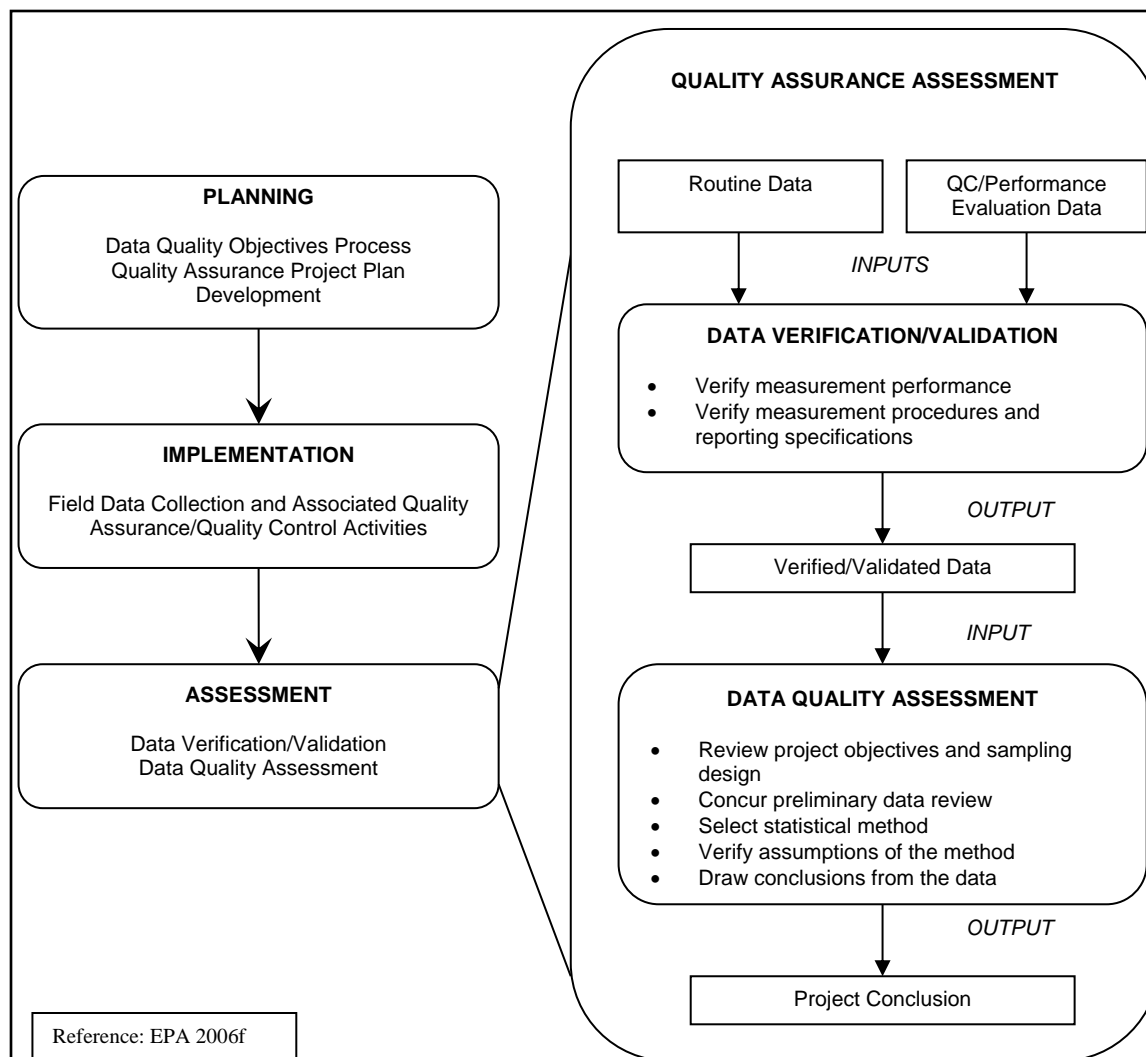 PLANNING
Data Quality Objectives Process
Quality Assurance Project Plan
Development
IMPLEMENTATION
Field Data Collection and Associated Quality
Assurance/Quality Control Activities
ASSESSMENT
Data Verification/Validation
Data Quality Assessment
Reference: EPA 2006f
QUALITY ASSURANCE ASSESSMENT
Routine Data
QC/Performance
Evaluation Data
INPUTS
DATA VERIFICATION/VALIDATION
• Verify measurement performance
• Verify measurement procedures and
reporting specifications
OUTPUT
Verified/Validated Data
INPUT
DATA QUALITY ASSESSMENT
• Review project objectives and sampling
design
• Concur preliminary data review
• Select statistical method
• Verify assumptions of the method
• Draw conclusions from the data
OUTPUT
Project Conclusion